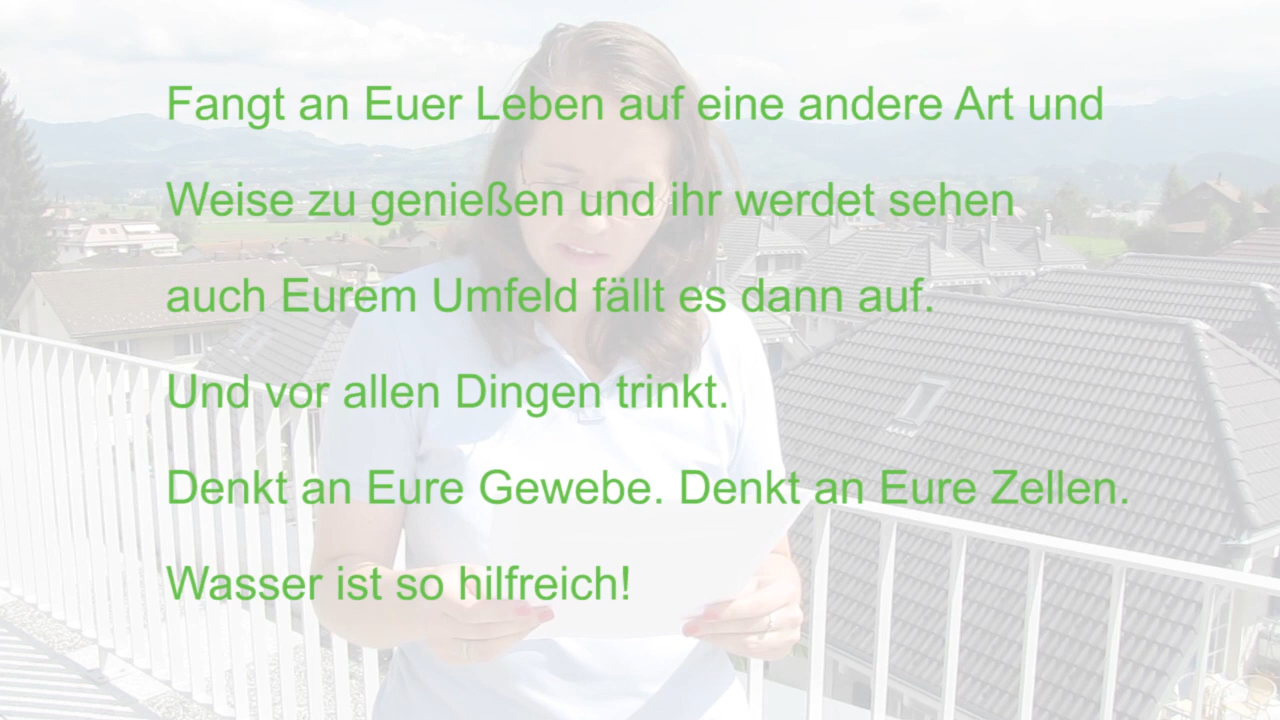 Fangt an Euer Leben auf eine andere Art und
Weise zu genießen und ihr werdet sehen
auch Eurem Umfeld fällt es dann auf.
Und vor allen Dingen trinkt.
Denkt an Eure Gewebe. Denkt an Eure Zellen.
Wasser ist so hilfreich!